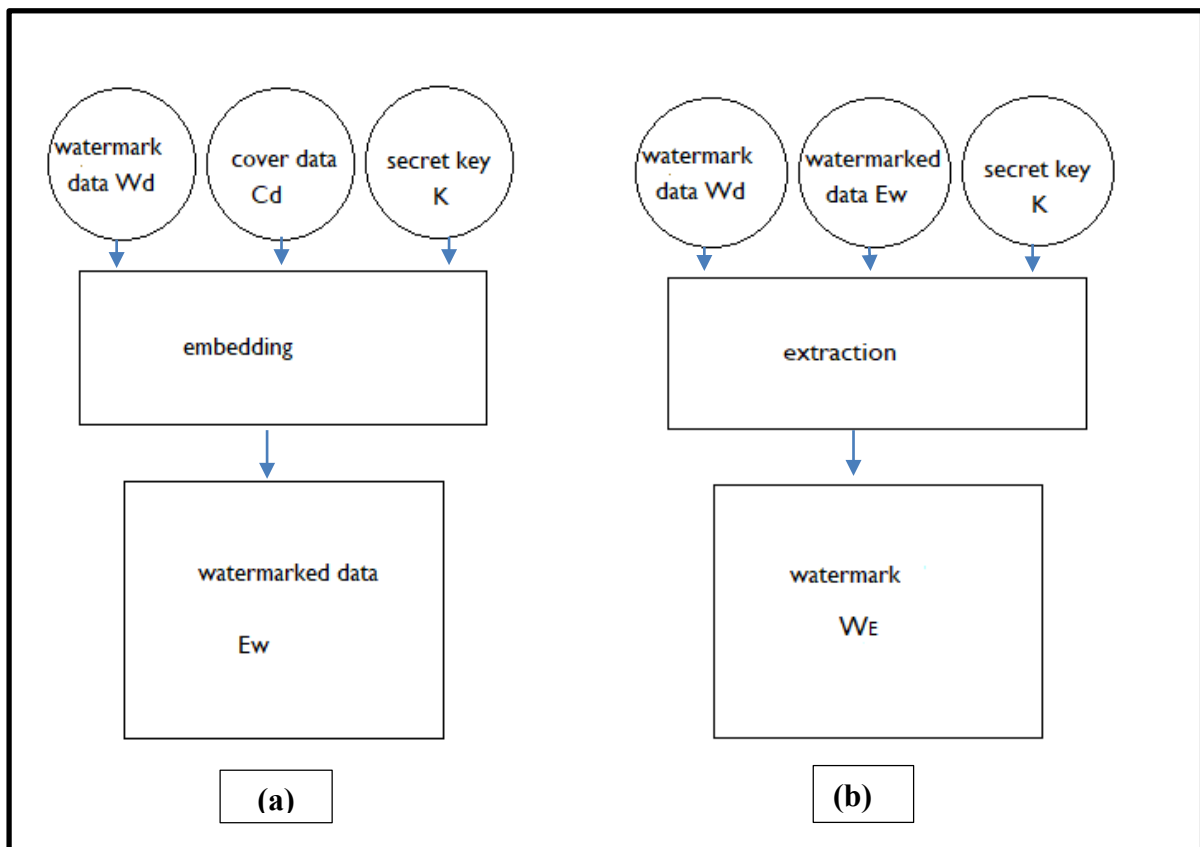 watermark
data Wd
cover data
Cd
secret key
K
embedding
watermarked data
Ew
(a)
watermark
data Wd
watermarked
data Ew
secret key
K
extraction
watermark
WE
(b)